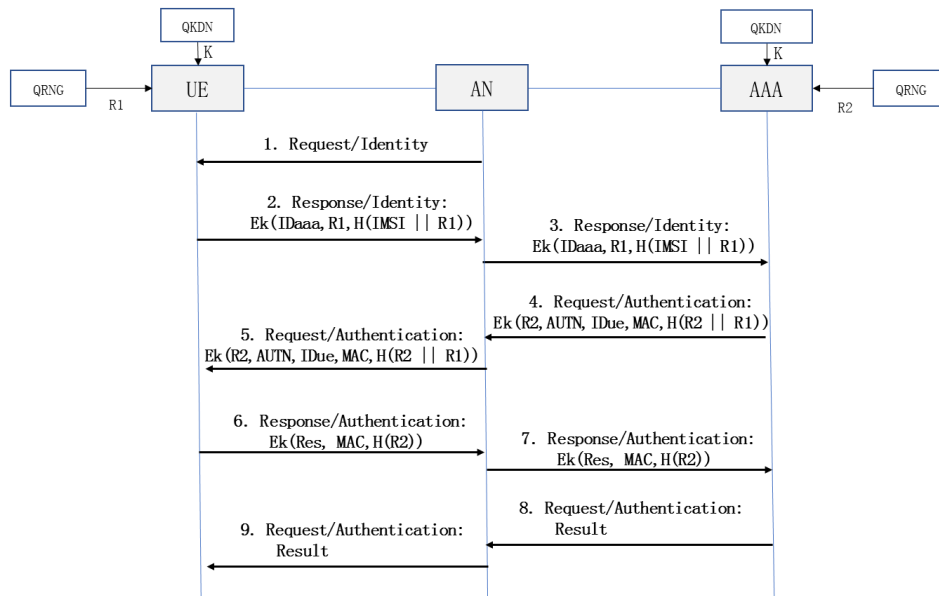 QKDN
QKDN
K
K
QRNG
UE
AN
AAA
QRNG
R1
R2
1. Request/Identity
2. Response/Identity:
Ek(IDaaa,R1,H(IMSI || R1))
3. Response/Identity:
Ek(IDaaa,R1,H(IMSI || R1))
4. Request/Authentication:
Ek(R2,AUTN,IDue,MAC,H(R2 || R1))
5. Request/Authentication:
Ek(R2,AUTN,IDue,MAC,H(R2 || R1))
6. Response/Authentication:
Ek(Res, MAC,H(R2))
7. Response/Authentication:
Ek(Res, MAC,H(R2))
8. Request/Authentication:
Result
9. Request/Authentication:
Result